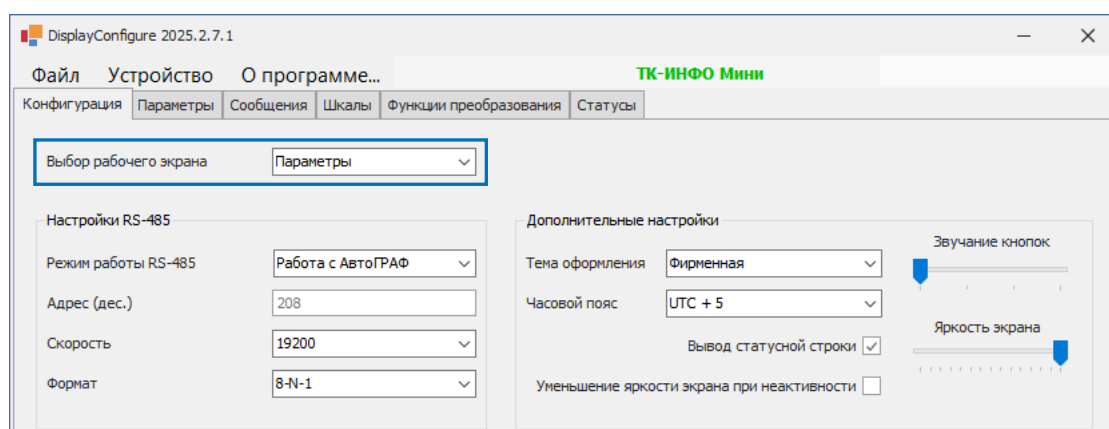 DisplayConfigure 2025.2.7.1
Файл Устройство О программе... ТК-ИНФО Мини
Конфигурация Параметры Сообщения Шкалы Функции преобразования Статусы
Выбор рабочего экрана Параметры
Настройки RS-485
Режим работы RS-485 Работа с АвтоГРАФ
Адрес (дес.) 208
Скорость 19200
Формат 8-N-1
Дополнительные настройки
Тема оформления Фирменная
Часовой пояс UTC + 5
Вывод статусной строки
Уменьшение яркости экрана при неактивности
Звучание кнопок
Яркость экрана